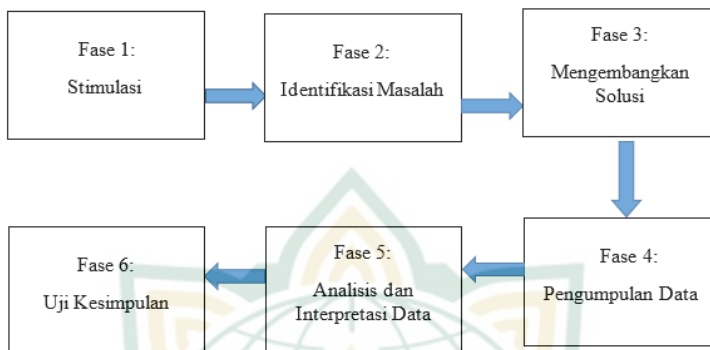 Fase 1:
Stimulasi
Fase 2:
Identifikasi Masalah
Fase 3:
Mengembangkan
Solusi
Fase 4:
Pengumpulan Data
Fase 5:
Analisis dan
Interpretasi Data
Fase 6:
Uji Kesimpulan